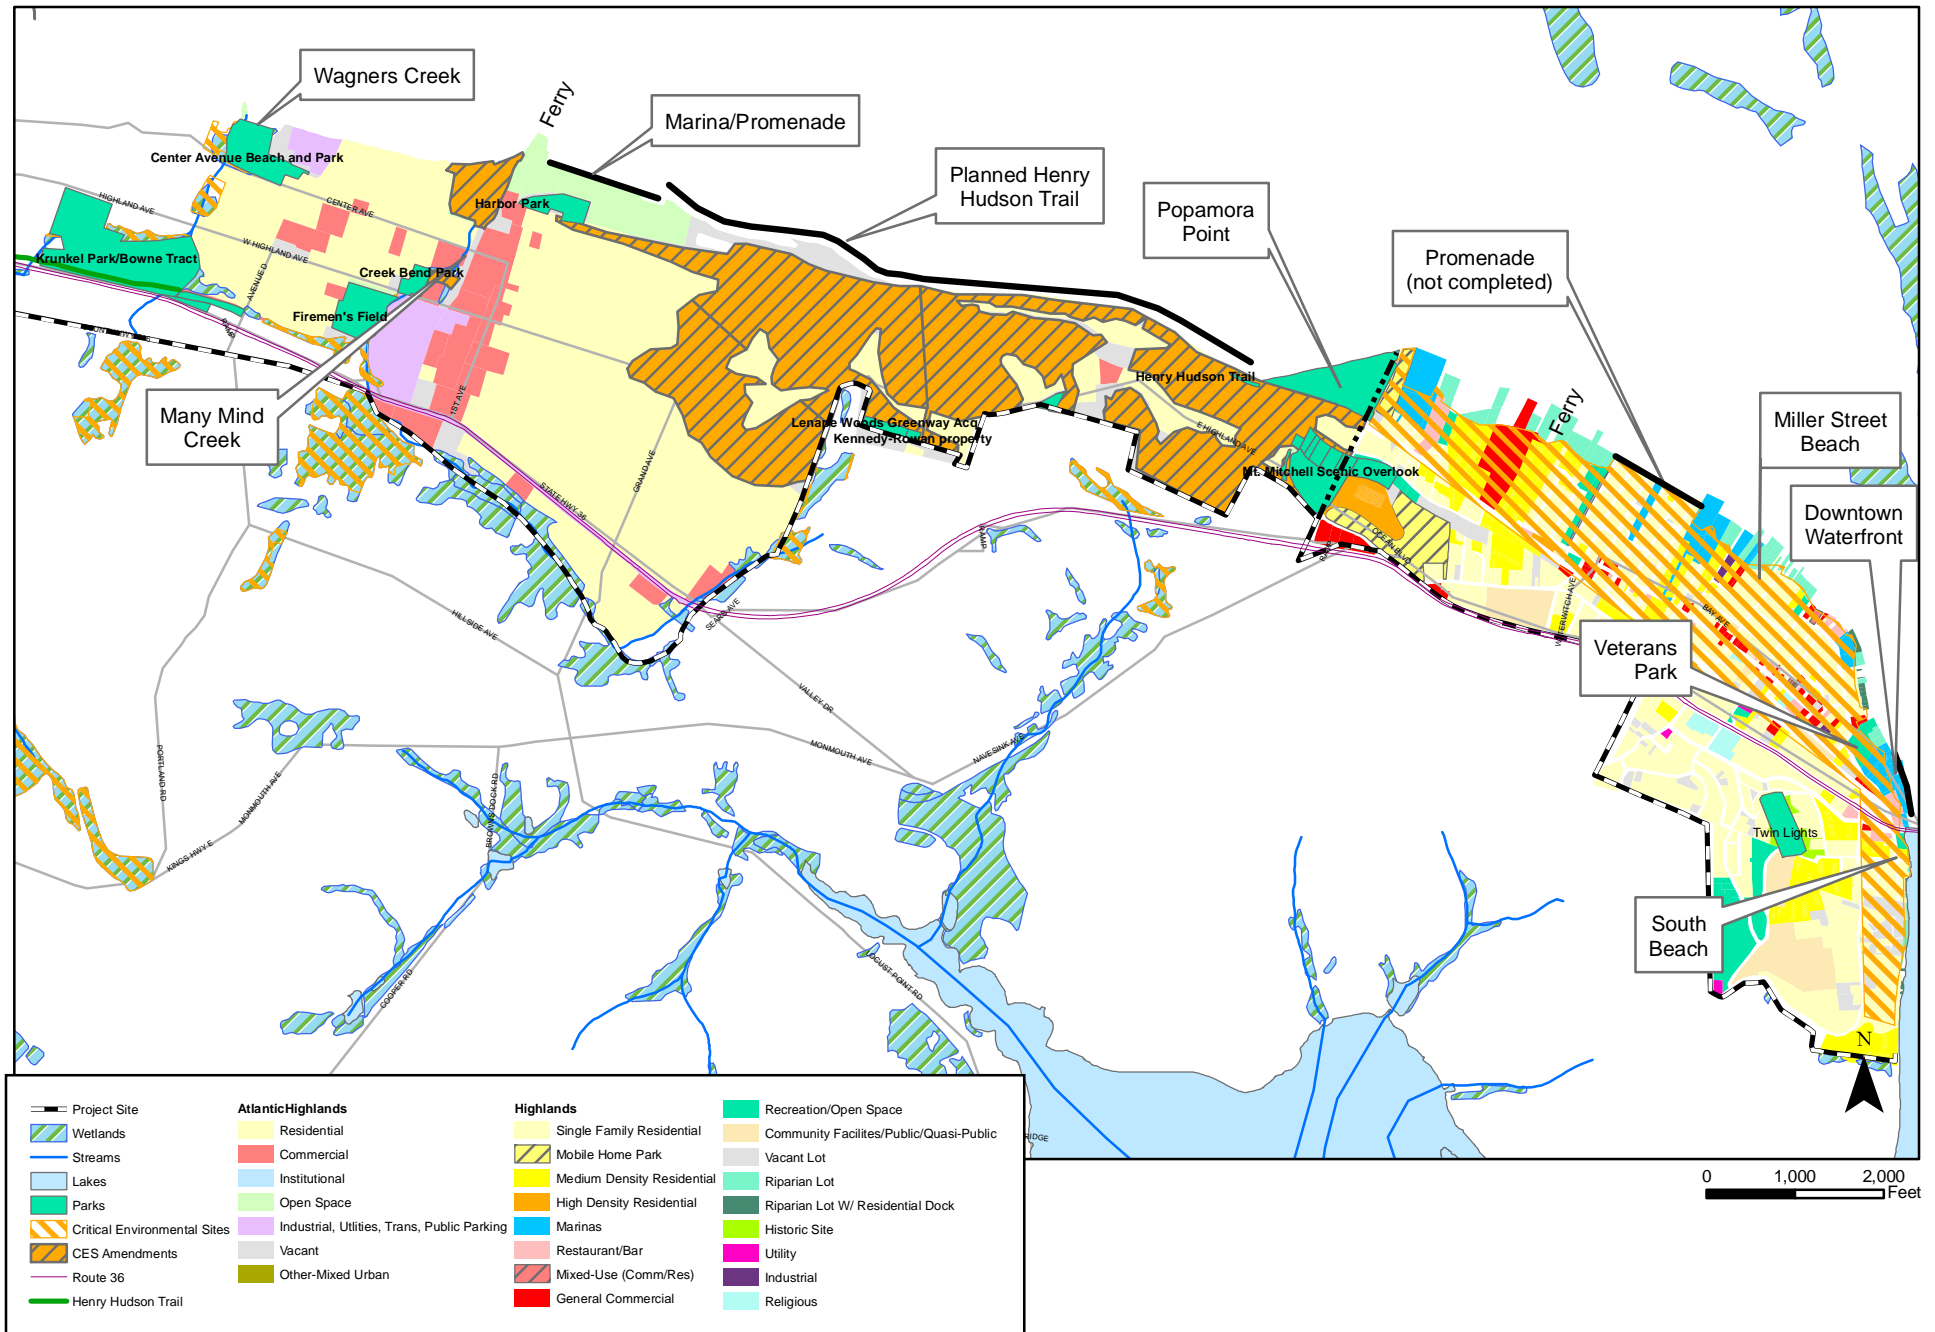 Wagners Creek
Ferry
Marina/Promenade
Planned Henry
Hudson Trail
Popamora
Point
Promenade
(not completed)
Center Avenue Beach and Park
HIGHLAND AVE
CENTER AVE
Harbor Park
W HIGHLAND AVE
Krunkel Park/Bowne Tract
Creek Bend Park
AVENUE D
Firemen's Field
RAMP
Many Mind
Creek
1ST AVE
Henry Hudson Trail
Ferry
Miller Street
Beach
Lenape Woods Greenway Acq
Kennedy-Rowan property
E HIGHLAND AVE
Mt. Mitchell Scenic Overlook
GRAND AVE
STATE HWY 36
RAMP
OCEAN BLVD
Downtown
Waterfront
HILLSIDE AVE
SEARS AVE
WATERWITCH AVE
BAY AVE
Veterans
Park
VALLEY DR
MONMOUTH AVE
NAVESINK AVE
PORTLAND RD
MONMOUTH AVE
BROWNS DOCK RD
KINGS HWY E
Twin Lights
South
Beach
COOPER RD
LOCUST POINT RD
N
RIDGE
Project Site
Wetlands
Streams
Lakes
Parks
Critical Environmental Sites
CES Amendments
Route 36
Henry Hudson Trail
AtlanticHighlands
Residential
Commercial
Institutional
Open Space
Industrial, Utlities, Trans, Public Parking
Vacant
Other-Mixed Urban
Highlands
Single Family Residential
Mobile Home Park
Medium Density Residential
High Density Residential
Marinas
Restaurant/Bar
Mixed-Use (Comm/Res)
General Commercial
Recreation/Open Space
Community Facilites/Public/Quasi-Public
Vacant Lot
Riparian Lot
Riparian Lot W/ Residential Dock
Historic Site
Utility
Industrial
Religious
0 1,000 2,000
Feet